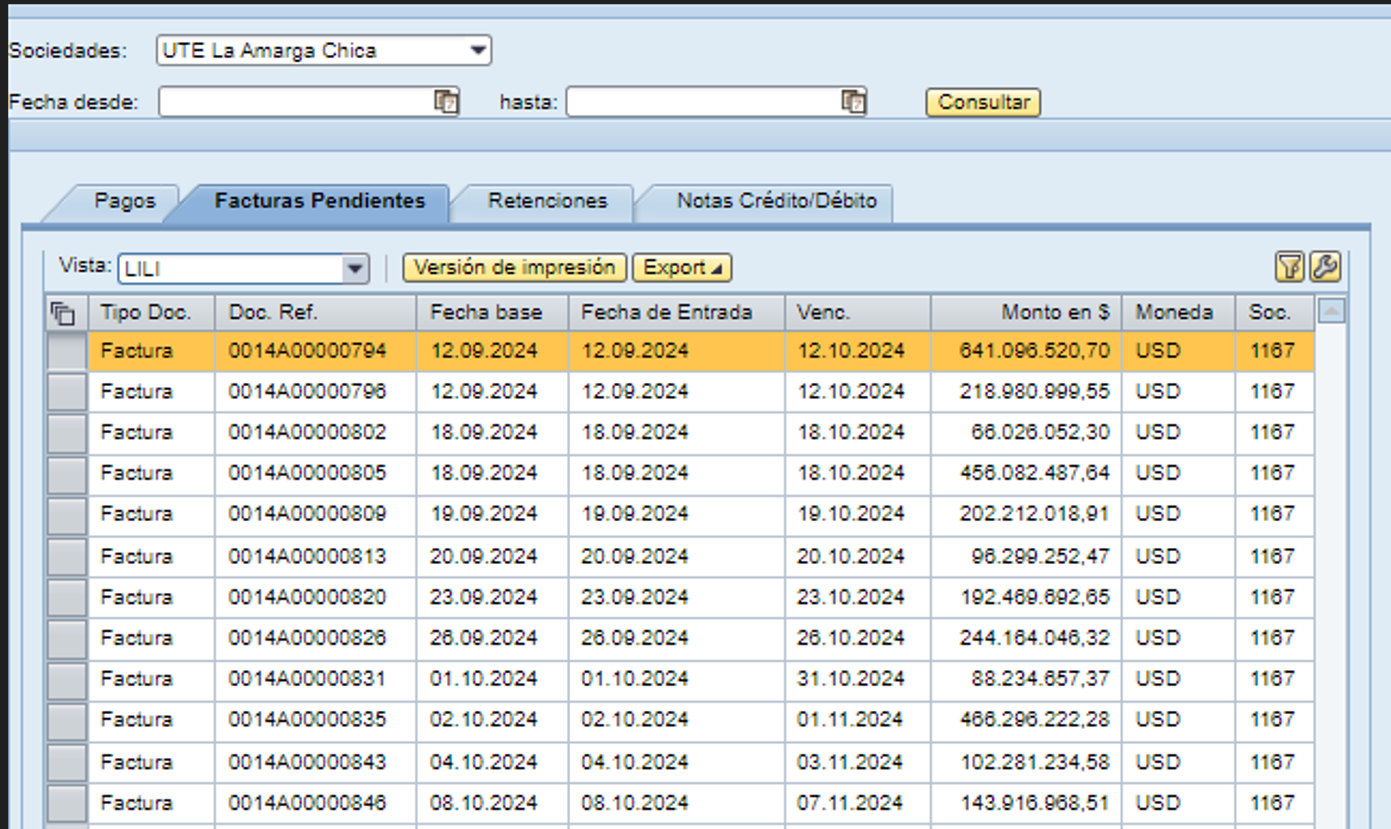 Sociedades: UTE La Amarga Chica
Fecha desde: hasta: Consultar
Pagos Facturas Pendientes Retenciones Notas Crédito/Débito
Vista: LILI Versión de impresión Export
Tipo Doc. Doc. Ref. Fecha base Fecha de Entrada Venc. Monto en $ Moneda Soc.
Factura 0014A00000794 12.09.2024 12.09.2024 12.10.2024 641.096.520,70 USD 1167
Factura 0014A00000796 12.09.2024 12.09.2024 12.10.2024 218.980.999,55 USD 1167
Factura 0014A00000802 18.09.2024 18.09.2024 18.10.2024 66.026.052,30 USD 1167
Factura 0014A00000805 18.09.2024 18.09.2024 18.10.2024 456.082.487,64 USD 1167
Factura 0014A00000809 19.09.2024 19.09.2024 19.10.2024 202.212.018,91 USD 1167
Factura 0014A00000813 20.09.2024 20.09.2024 20.10.2024 96.299.252,47 USD 1167
Factura 0014A00000820 23.09.2024 23.09.2024 23.10.2024 192.469.692,65 USD 1167
Factura 0014A00000826 26.09.2024 26.09.2024 26.10.2024 244.164.046,32 USD 1167
Factura 0014A00000831 01.10.2024 01.10.2024 31.10.2024 88.234.657,37 USD 1167
Factura 0014A00000835 02.10.2024 02.10.2024 01.11.2024 466.296.222,28 USD 1167
Factura 0014A00000843 04.10.2024 04.10.2024 03.11.2024 102.281.234,58 USD 1167
Factura 0014A00000846 08.10.2024 08.10.2024 07.11.2024 143.916.968,51 USD 1167